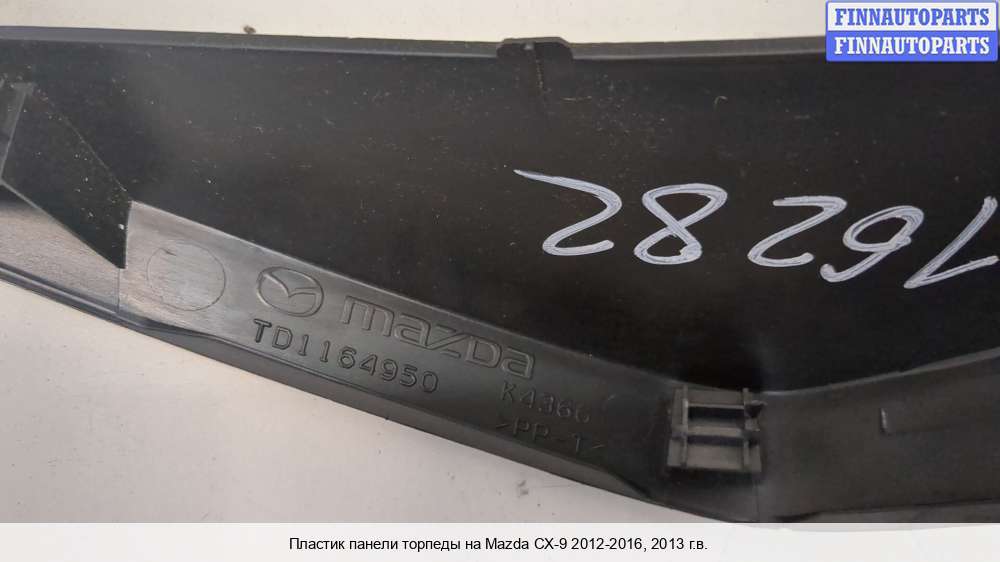 FINNAUTOPARTS
FINNAUTOPARTS
76282
mazda
TD1164950
K4366
>PP-T<
Пластик панели торпеды на Mazda CX-9 2012-2016, 2013 г.в.